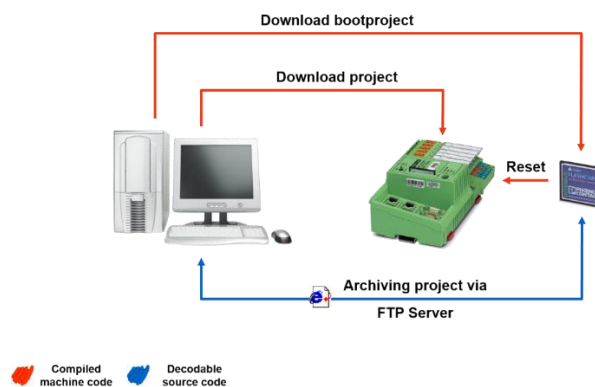 Download bootproject
Download project
Reset
Archiving project via
FTP Server
Compiled
machine code
Decodable
source code